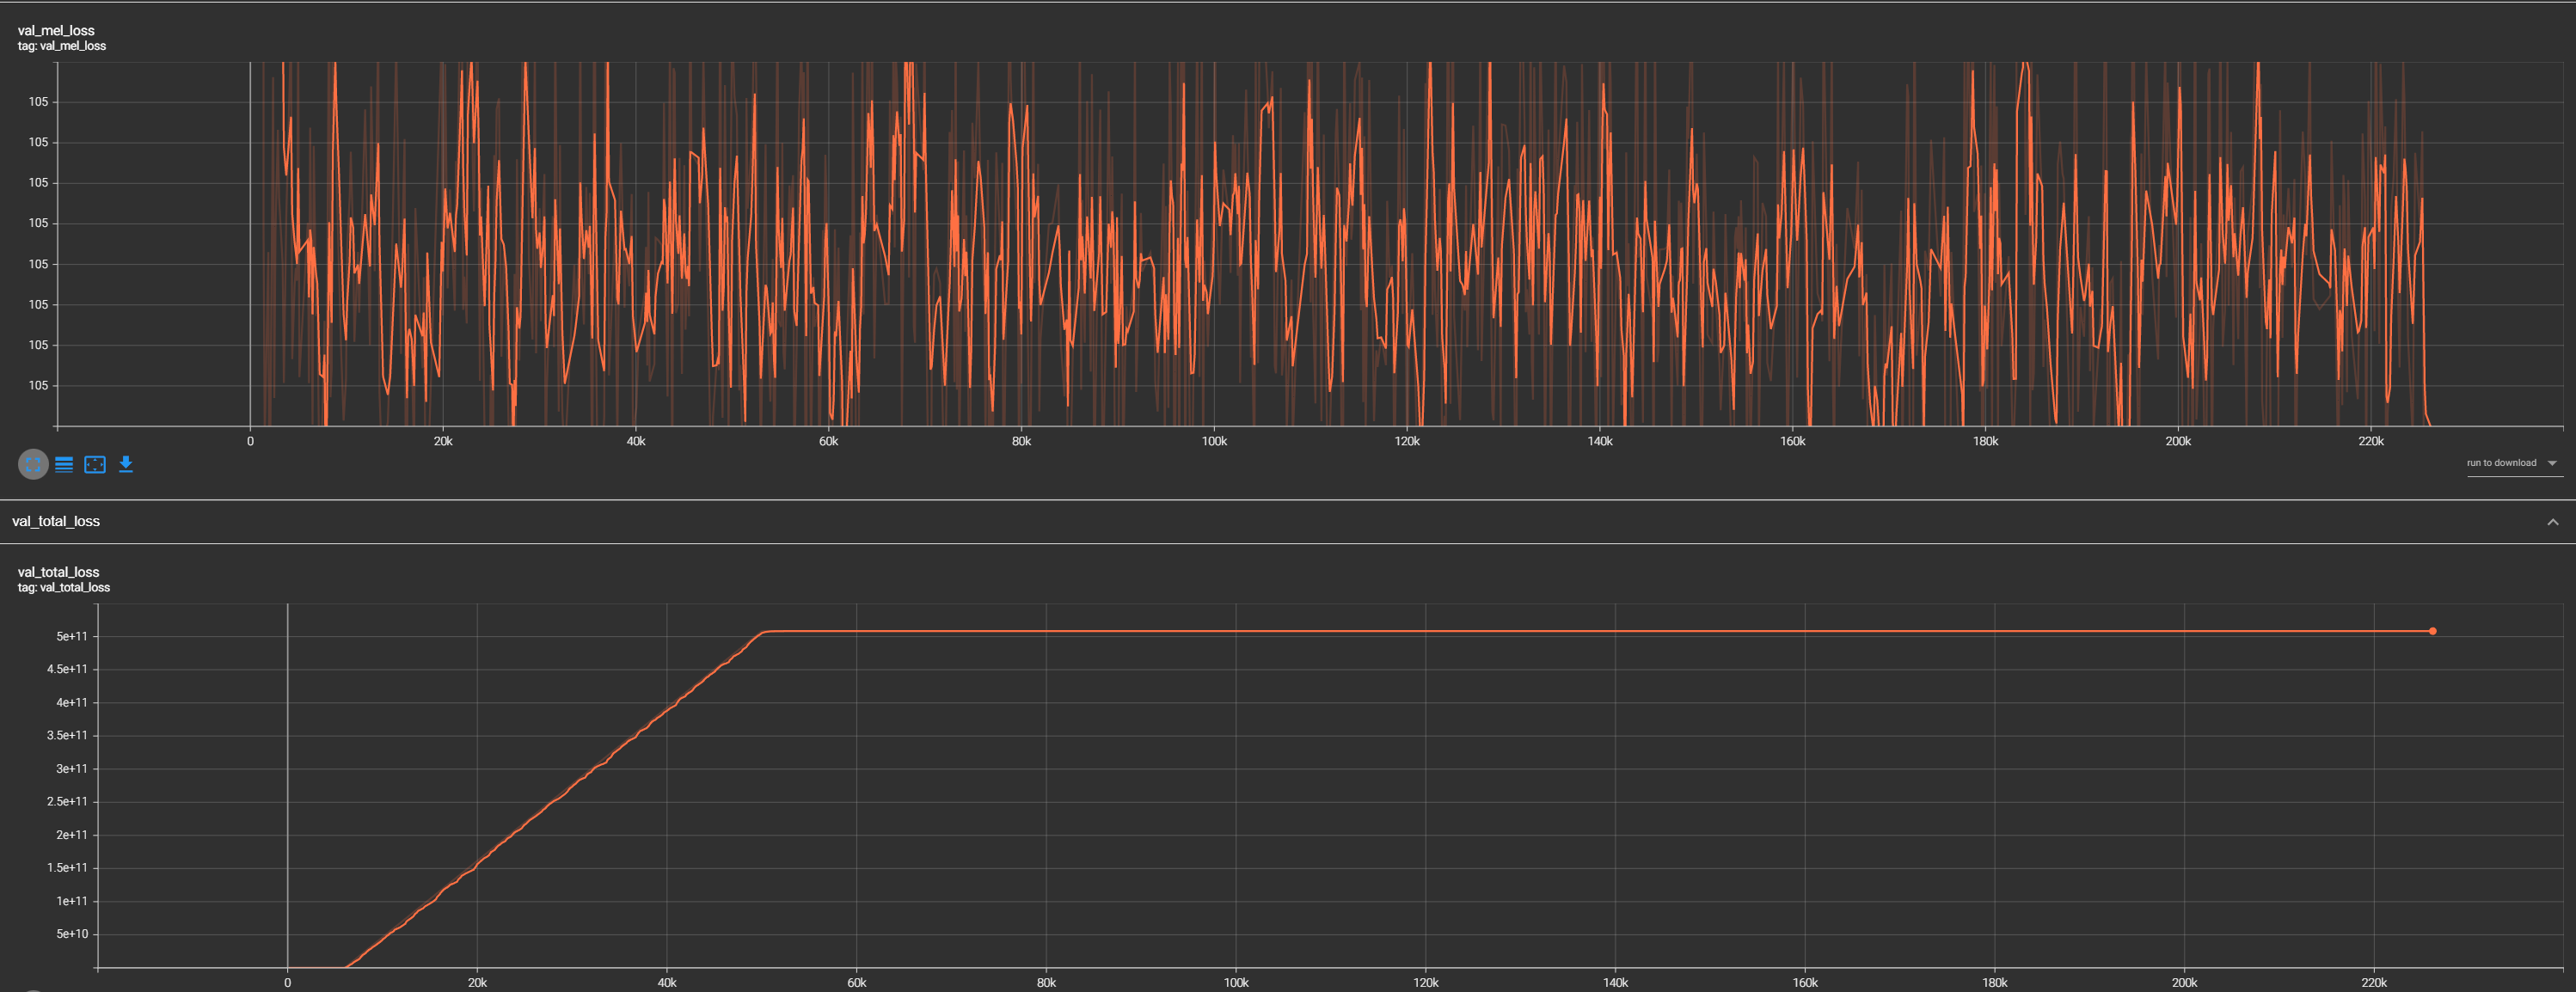 val_mel_loss
tag: val_mel_loss
105
105
105
105
105
105
105
105
0 20k 40k 60k 80k 100k 120k 140k 160k 180k 200k 220k
run to download
val_total_loss
val_total_loss
tag: val_total_loss
5e+11
4.5e+11
4e+11
3.5e+11
3e+11
2.5e+11
2e+11
1.5e+11
1e+11
5e+10
0 20k 40k 60k 80k 100k 120k 140k 160k 180k 200k 220k